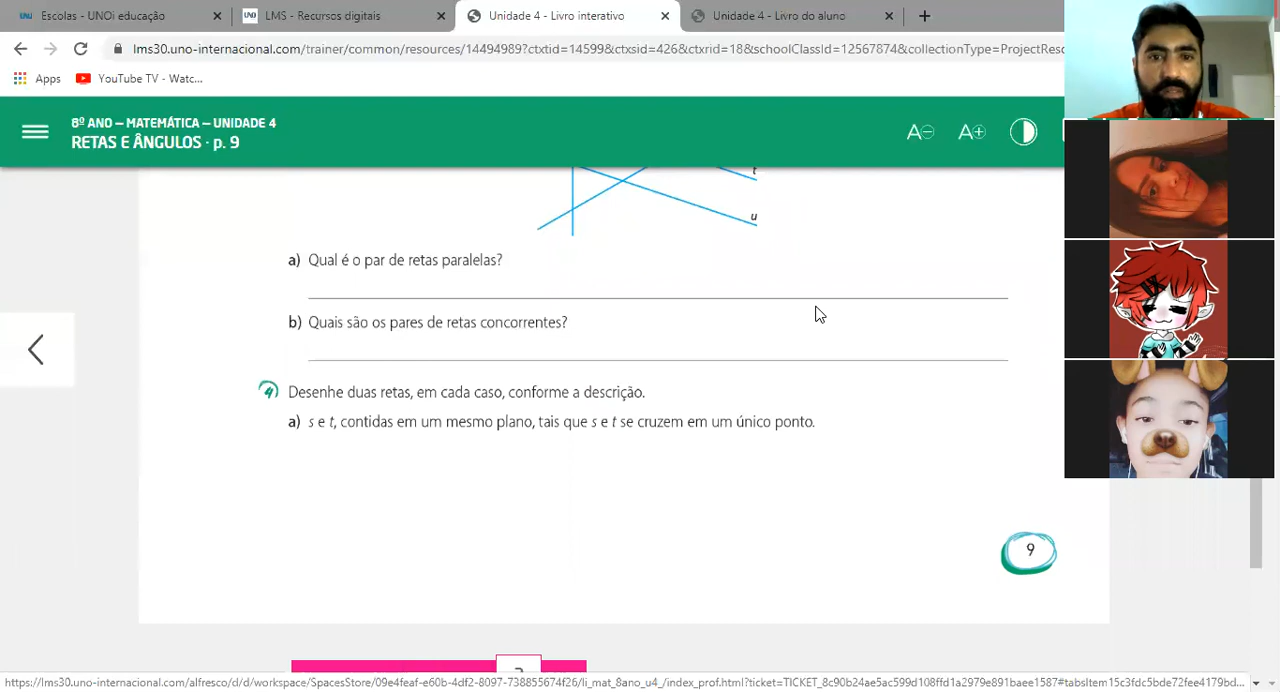 Escolas - UNOi educação
UNO LMS - Recursos digitais
Unidade 4 - Livro interativo
Unidade 4 - Livro do aluno
lms30.uno-internacional.com/trainer/common/resources/14494989?ctxtid=14599&ctxsid=426&ctxrid=18&schoolClassId=12567874&collectionType=ProjectReso
Apps
YouTube TV - Watc...
8º ANO – MATEMÁTICA – UNIDADE 4
RETAS E ÂNGULOS · p. 9
A− A+
t
u
a) Qual é o par de retas paralelas?
b) Quais são os pares de retas concorrentes?
4 Desenhe duas retas, em cada caso, conforme a descrição.
a) s e t, contidas em um mesmo plano, tais que s e t se cruzem em um único ponto.
9